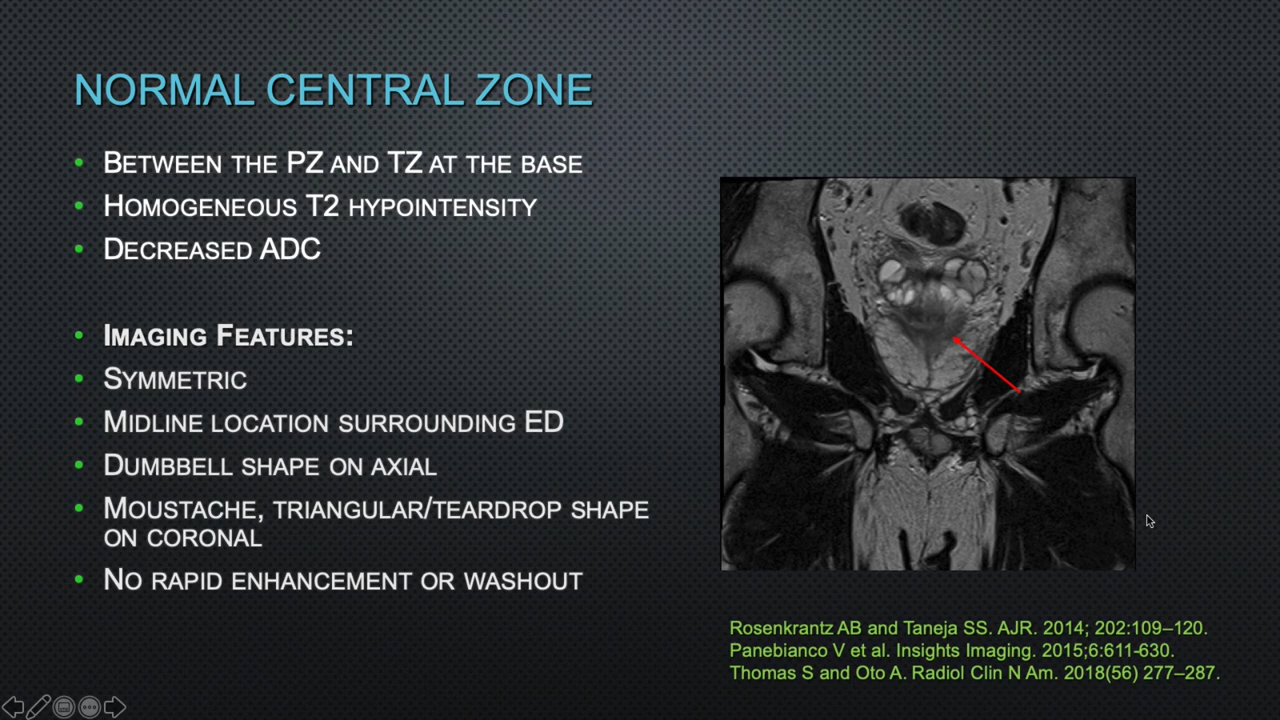 NORMAL CENTRAL ZONE
• BETWEEN THE PZ AND TZ AT THE BASE
• HOMOGENEOUS T2 HYPOINTENSITY
• DECREASED ADC
• IMAGING FEATURES:
• SYMMETRIC
• MIDLINE LOCATION SURROUNDING ED
• DUMBBELL SHAPE ON AXIAL
• MOUSTACHE, TRIANGULAR/TEARDROP SHAPE
ON CORONAL
• NO RAPID ENHANCEMENT OR WASHOUT
Rosenkrantz AB and Taneja SS. AJR. 2014; 202:109–120.
Panebianco V et al. Insights Imaging. 2015;6:611-630.
Thomas S and Oto A. Radiol Clin N Am. 2018(56) 277–287.